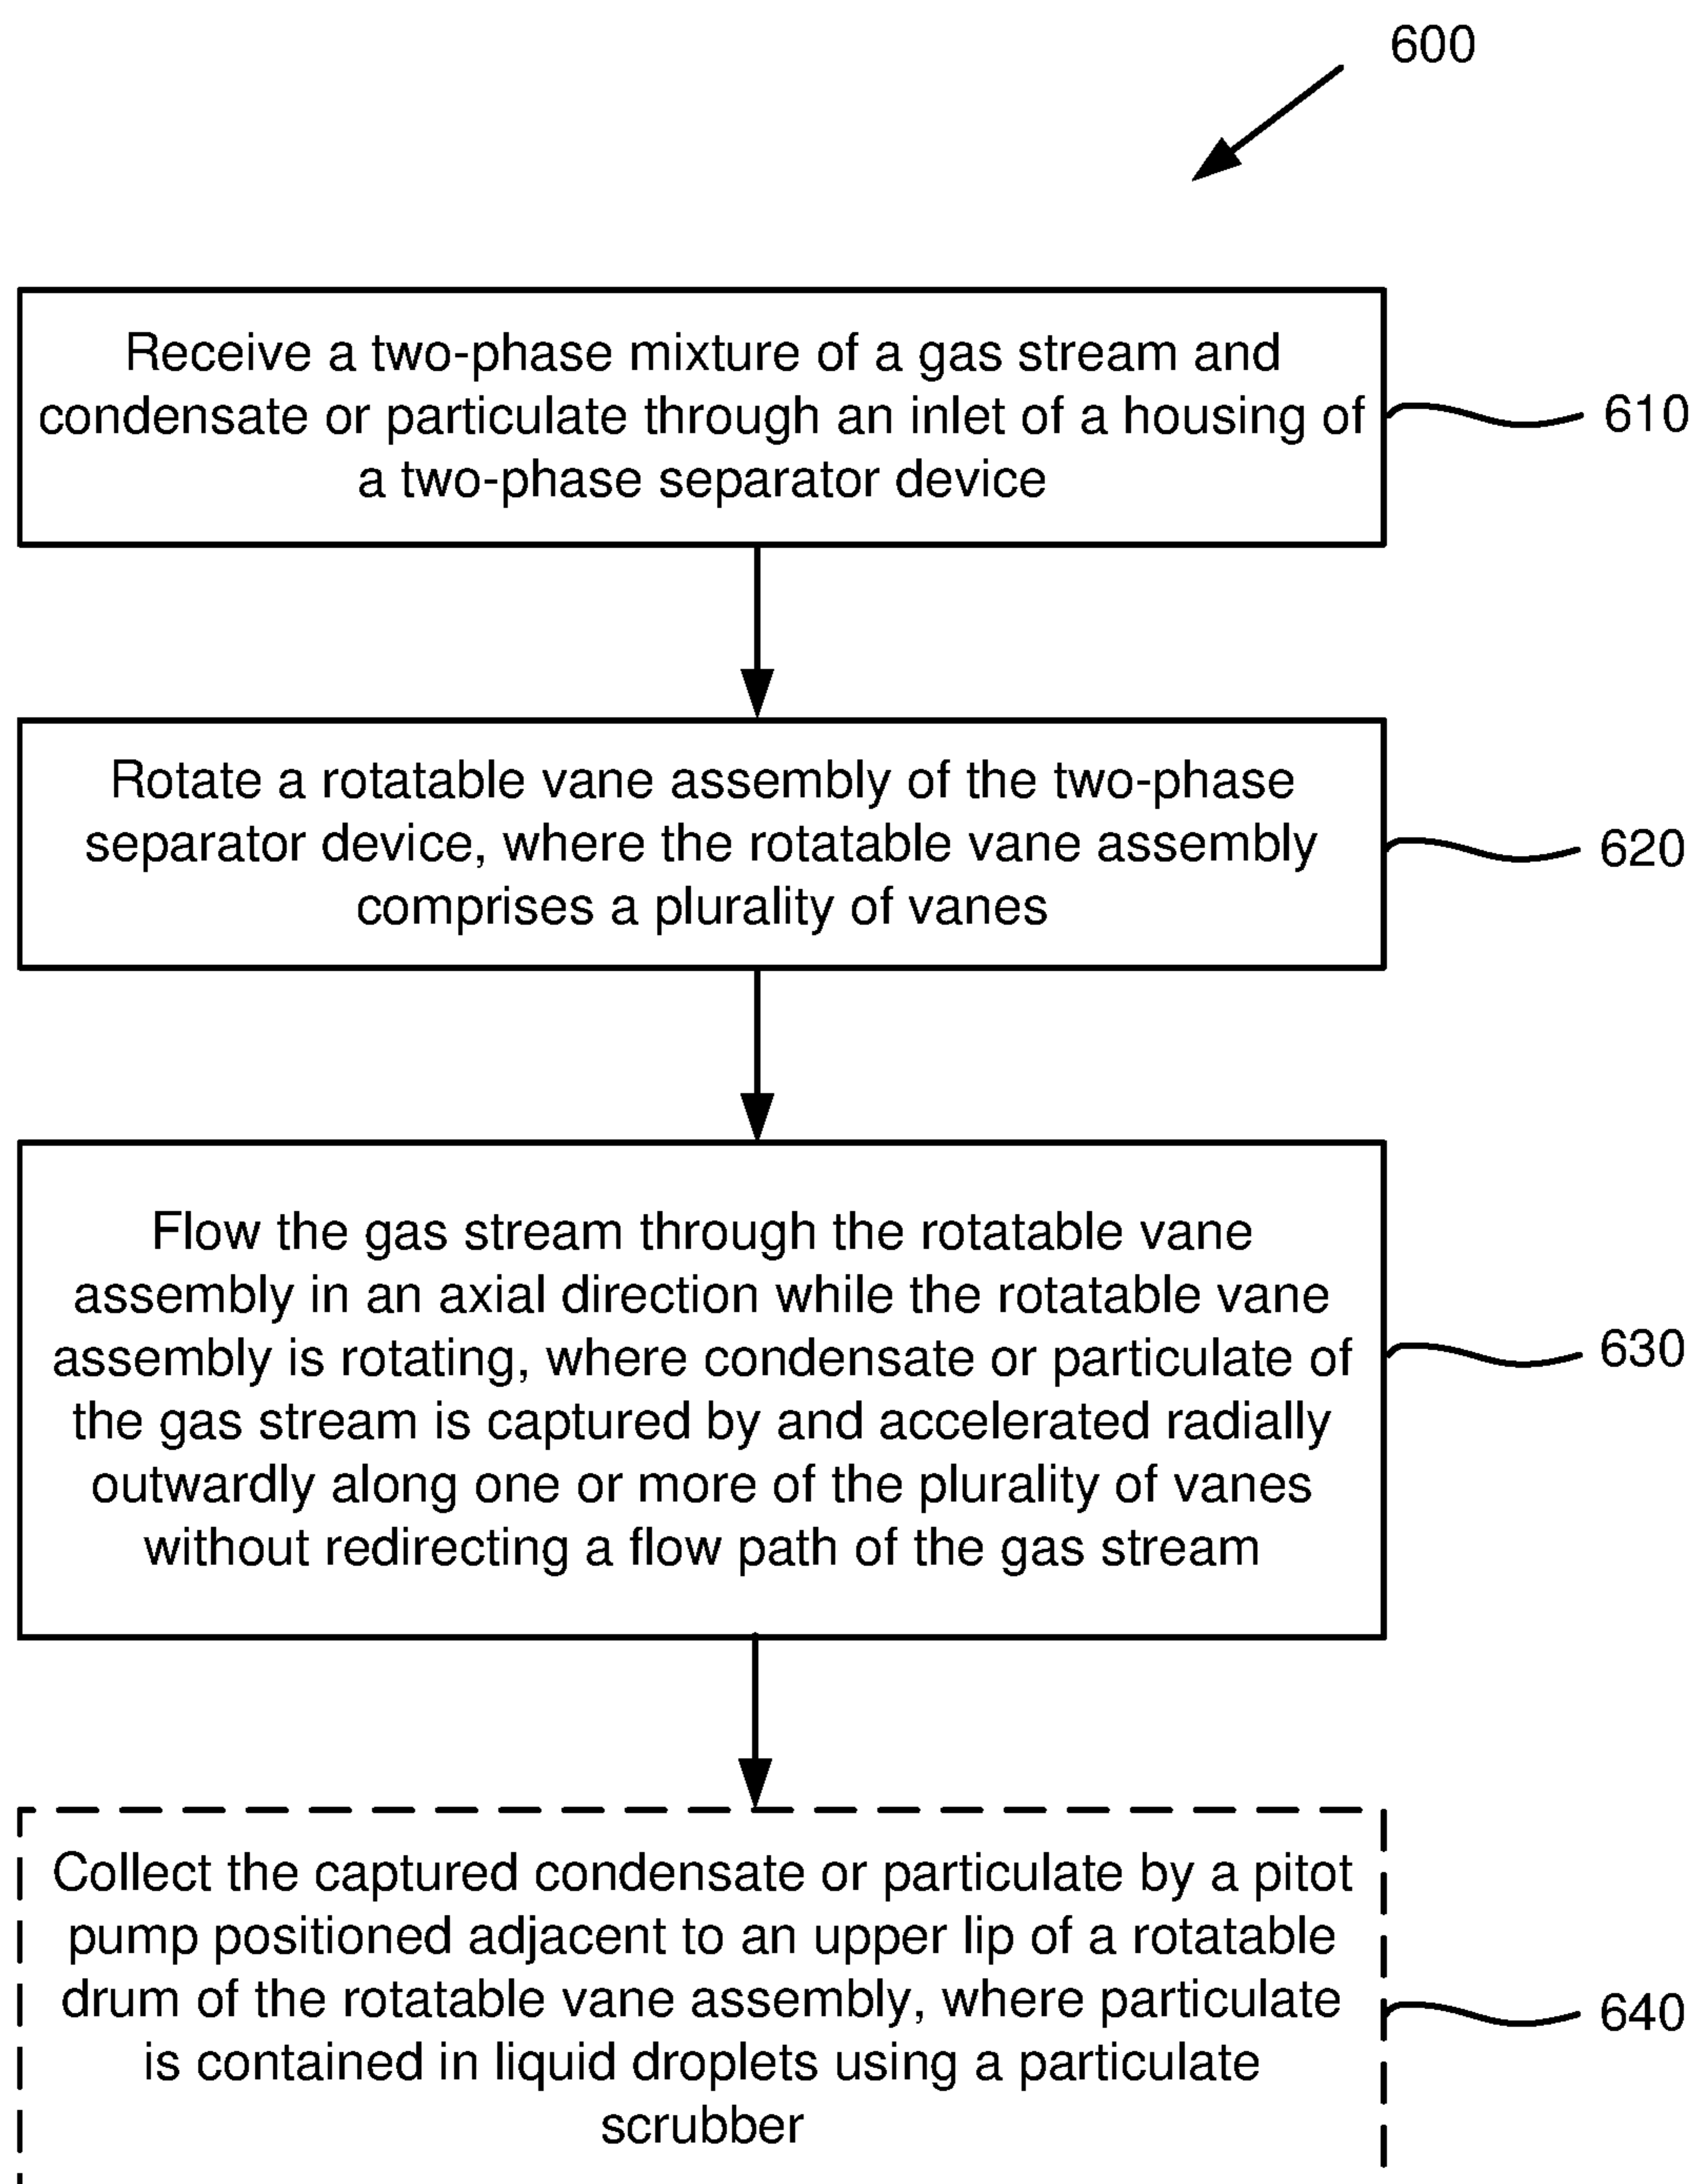 600
Receive a two-phase mixture of a gas stream and
condensate or particulate through an inlet of a housing of
a two-phase separator device
610
Rotate a rotatable vane assembly of the two-phase
separator device, where the rotatable vane assembly
comprises a plurality of vanes
620
Flow the gas stream through the rotatable vane
assembly in an axial direction while the rotatable vane
assembly is rotating, where condensate or particulate of
the gas stream is captured by and accelerated radially
outwardly along one or more of the plurality of vanes
without redirecting a flow path of the gas stream
630
Collect the captured condensate or particulate by a pitot
pump positioned adjacent to an upper lip of a rotatable
drum of the rotatable vane assembly, where particulate
is contained in liquid droplets using a particulate
scrubber
640